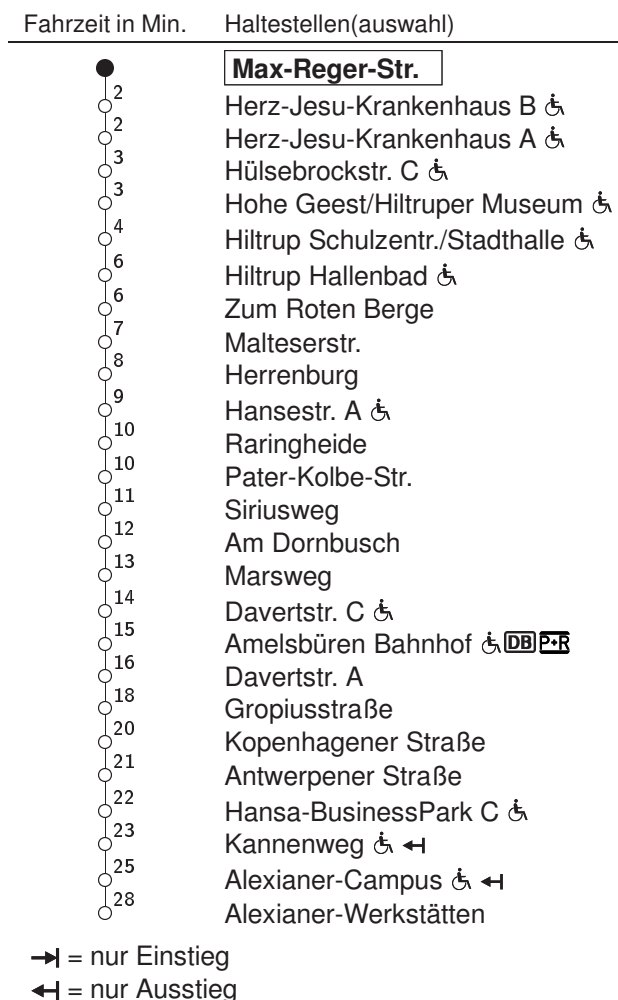 Fahrzeit in Min. Haltestellen(auswahl)
Max-Reger-Str.
2 Herz-Jesu-Krankenhaus B
2 Herz-Jesu-Krankenhaus A
3 Hülsebrockstr. C
3 Hohe Geest/Hiltruper Museum
4 Hiltrup Schulzentr./Stadthalle
6 Hiltrup Hallenbad
6 Zum Roten Berge
7 Malteserstr.
8 Herrenburg
9 Hansestr. A
10 Raringheide
10 Pater-Kolbe-Str.
11 Siriusweg
12 Am Dornbusch
13 Marsweg
14 Davertstr. C
15 Amelsbüren Bahnhof DB P+R
16 Davertstr. A
18 Gropiusstraße
20 Kopenhagener Straße
21 Antwerpener Straße
22 Hansa-BusinessPark C
23 Kannenweg
25 Alexianer-Campus
28 Alexianer-Werkstätten
= nur Einstieg
= nur Ausstieg